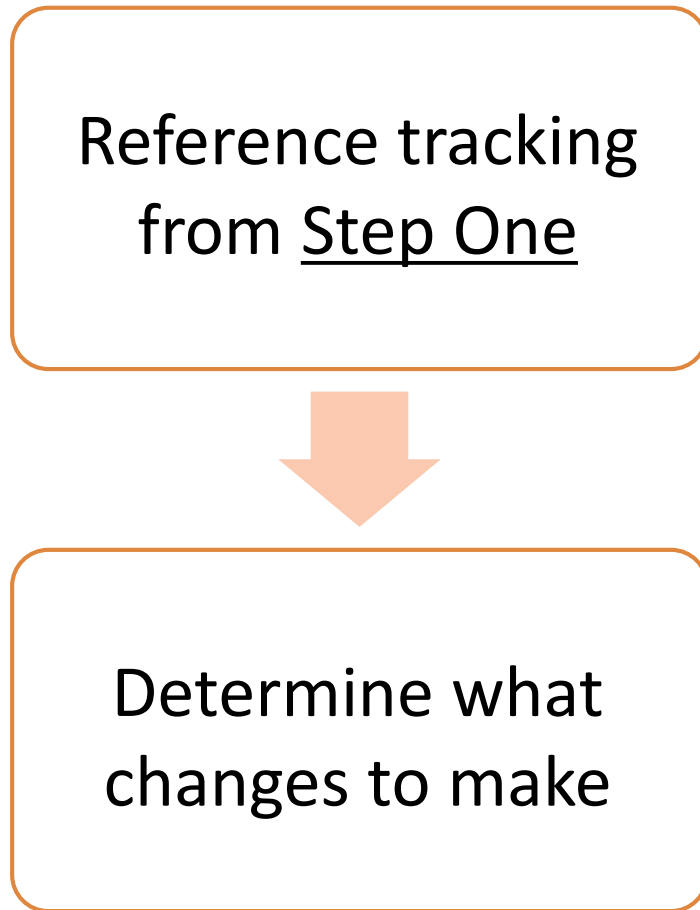 Reference tracking
from Step One
Determine what
changes to make